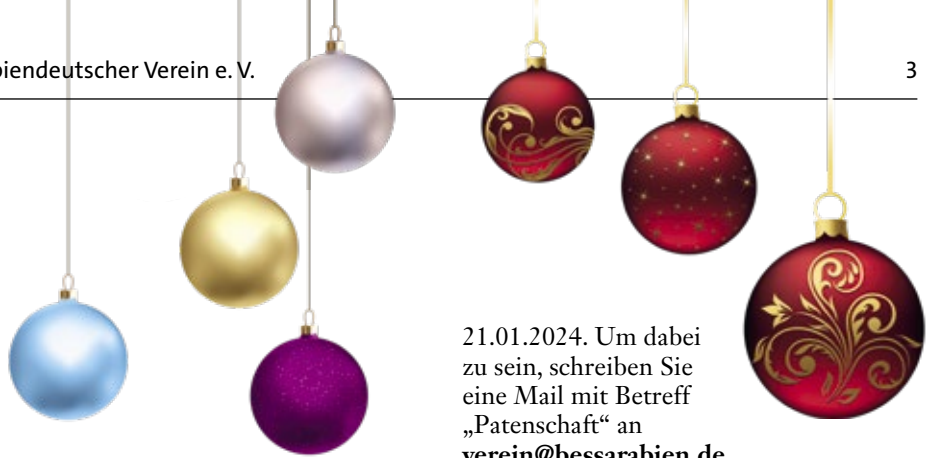 Verein e. V.
3
21.01.2024. Um dabei
zu sein, schreiben Sie
eine Mail mit Betreff
„Patenschaft“ an
verein@bessarabien.de